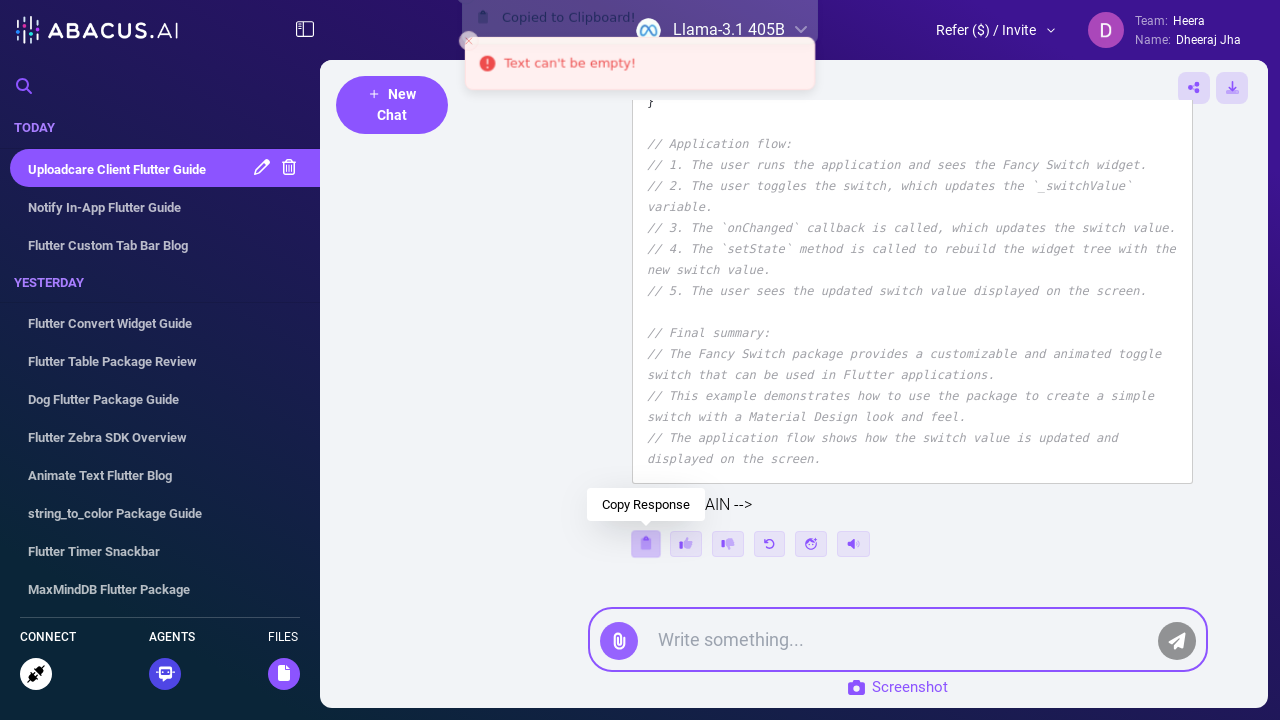 ABACUS.AI
Copied to Clipboard!
Llama-3.1 405B
Refer ($) / Invite
D
Team: Heera
Name: Dheeraj Jha
Text can't be empty!
+ New
Chat
TODAY
Uploadcare Client Flutter Guide
Notify In-App Flutter Guide
Flutter Custom Tab Bar Blog
YESTERDAY
Flutter Convert Widget Guide
Flutter Table Package Review
Dog Flutter Package Guide
Flutter Zebra SDK Overview
Animate Text Flutter Blog
string_to_color Package Guide
Flutter Timer Snackbar
MaxMindDB Flutter Package
CONNECT
AGENTS
FILES
}
// Application flow:
// 1. The user runs the application and sees the Fancy Switch widget.
// 2. The user toggles the switch, which updates the `_switchValue`
variable.
// 3. The `onChanged` callback is called, which updates the switch value.
// 4. The `setState` method is called to rebuild the widget tree with the
new switch value.
// 5. The user sees the updated switch value displayed on the screen.
// Final summary:
// The Fancy Switch package provides a customizable and animated toggle
switch that can be used in Flutter applications.
// This example demonstrates how to use the package to create a simple
switch with a Material Design look and feel.
// The application flow shows how the switch value is updated and
displayed on the screen.
Copy Response
AIN -->
Write something...
Screenshot